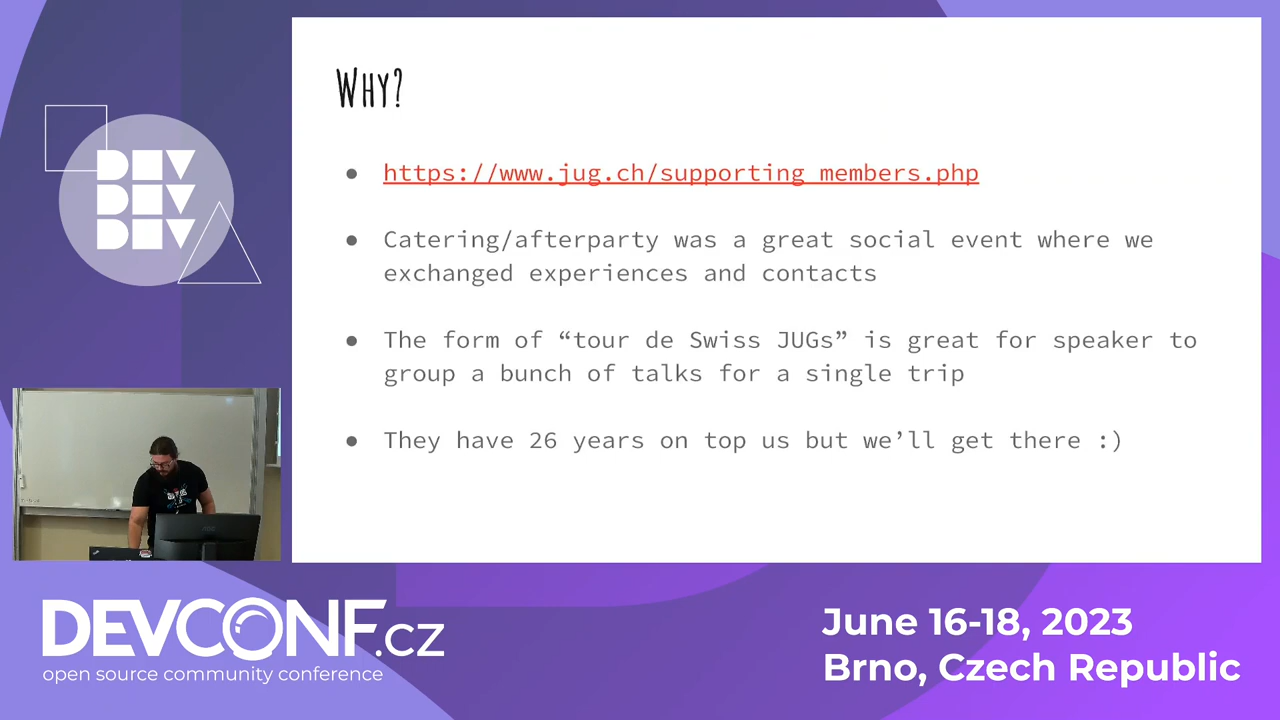 WHY?
● https://www.jug.ch/supporting_members.php
● Catering/afterparty was a great social event where we
exchanged experiences and contacts
● The form of “tour de Swiss JUGs” is great for speaker to
group a bunch of talks for a single trip
● They have 26 years on top us but we’ll get there :)
DEV
DEV
DEV
DEVCONF.cz
open source community conference
June 16-18, 2023
Brno, Czech Republic